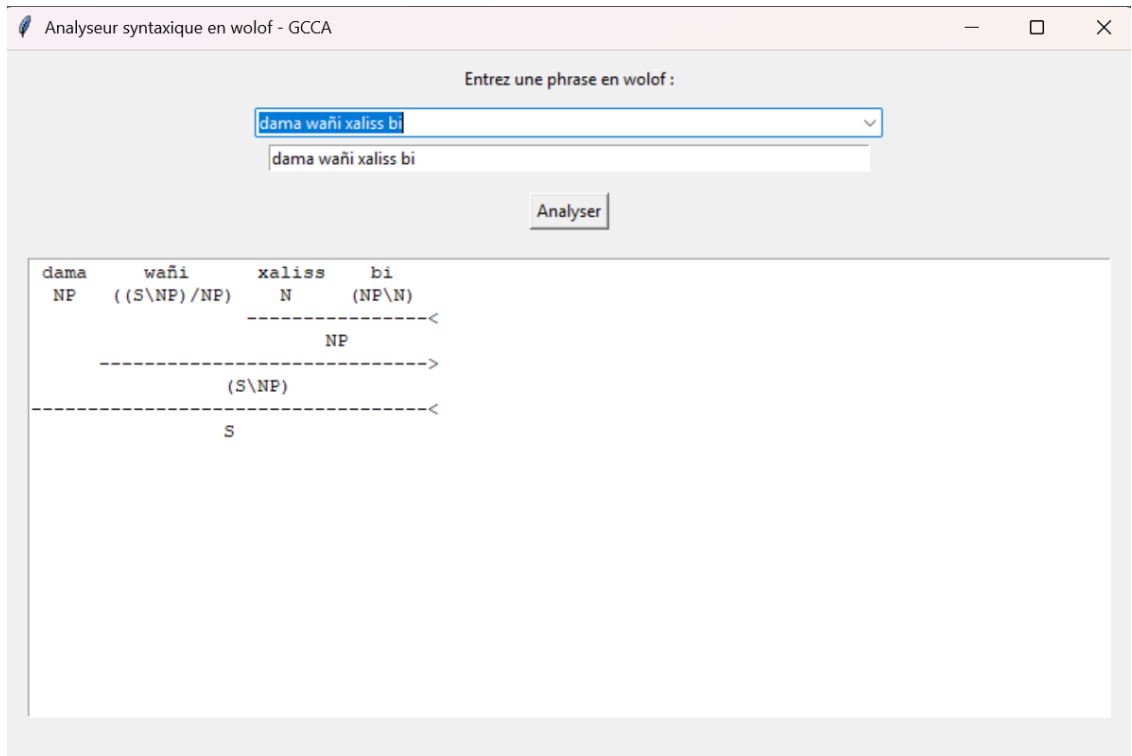 Analyseur syntaxique en wolof - GCCA
Entrez une phrase en wolof :
dama wañi xaliss bi
dama wañi xaliss bi
Analyser
dama wañi xaliss bi
NP ((S\NP)/NP) N (NP\N)
----------------<
NP
-----------------------------> 
(S\NP)
-----------------------------------<
S